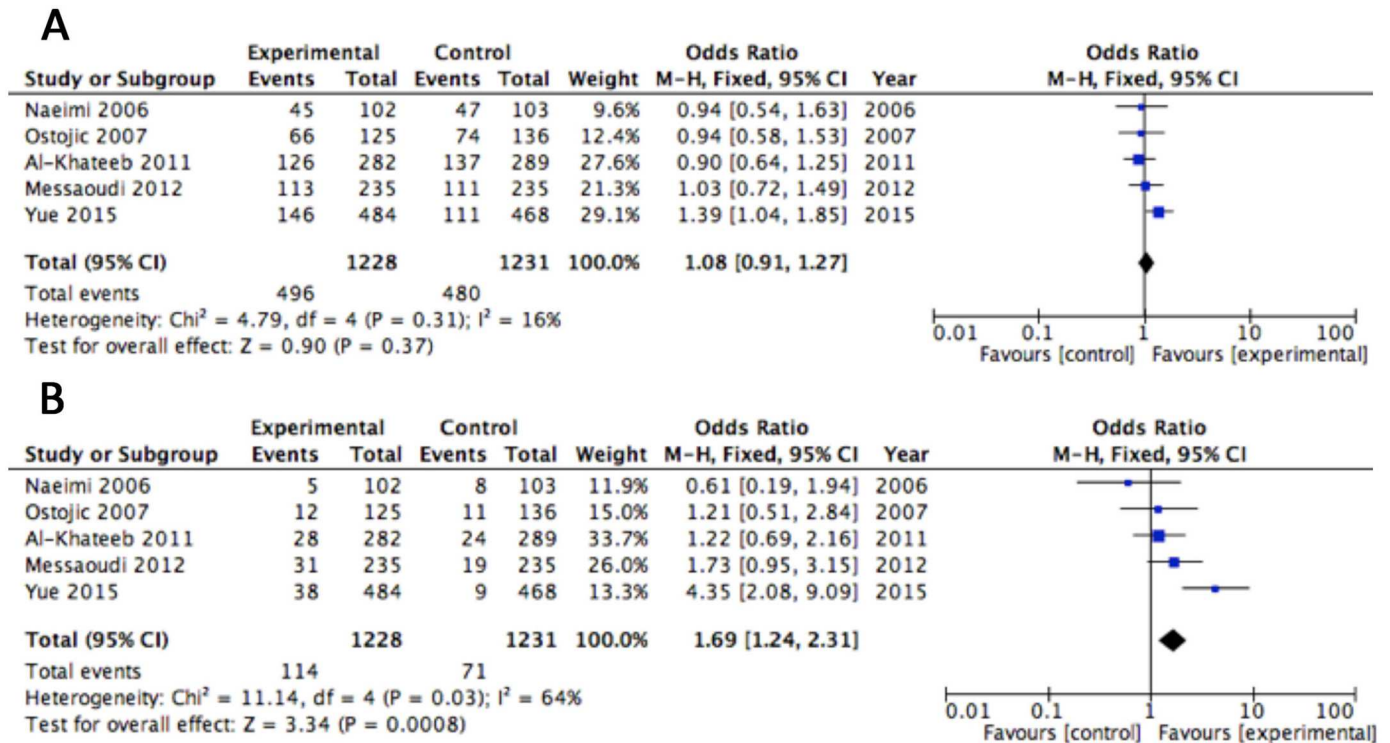 A
Experimental Control Odds Ratio Odds Ratio
Study or Subgroup Events Total Events Total Weight M-H, Fixed, 95% CI Year M-H, Fixed, 95% CI
Naeimi 2006 45 102 47 103 9.6% 0.94 [0.54, 1.63] 2006
Ostojic 2007 66 125 74 136 12.4% 0.94 [0.58, 1.53] 2007
Al-Khateeb 2011 126 282 137 289 27.6% 0.90 [0.64, 1.25] 2011
Messaoudi 2012 113 235 111 235 21.3% 1.03 [0.72, 1.49] 2012
Yue 2015 146 484 111 468 29.1% 1.39 [1.04, 1.85] 2015
Total (95% CI) 1228 1231 100.0% 1.08 [0.91, 1.27]
Total events 496 480
Heterogeneity: Chi² = 4.79, df = 4 (P = 0.31); I² = 16%
Test for overall effect: Z = 0.90 (P = 0.37)
0.01 0.1 1 10 100
Favours [control] Favours [experimental]
B
Experimental Control Odds Ratio Odds Ratio
Study or Subgroup Events Total Events Total Weight M-H, Fixed, 95% CI Year M-H, Fixed, 95% CI
Naeimi 2006 5 102 8 103 11.9% 0.61 [0.19, 1.94] 2006
Ostojic 2007 12 125 11 136 15.0% 1.21 [0.51, 2.84] 2007
Al-Khateeb 2011 28 282 24 289 33.7% 1.22 [0.69, 2.16] 2011
Messaoudi 2012 31 235 19 235 26.0% 1.73 [0.95, 3.15] 2012
Yue 2015 38 484 9 468 13.3% 4.35 [2.08, 9.09] 2015
Total (95% CI) 1228 1231 100.0% 1.69 [1.24, 2.31]
Total events 114 71
Heterogeneity: Chi² = 11.14, df = 4 (P = 0.03); I² = 64%
Test for overall effect: Z = 3.34 (P = 0.0008)
0.01 0.1 1 10 100
Favours [control] Favours [experimental]